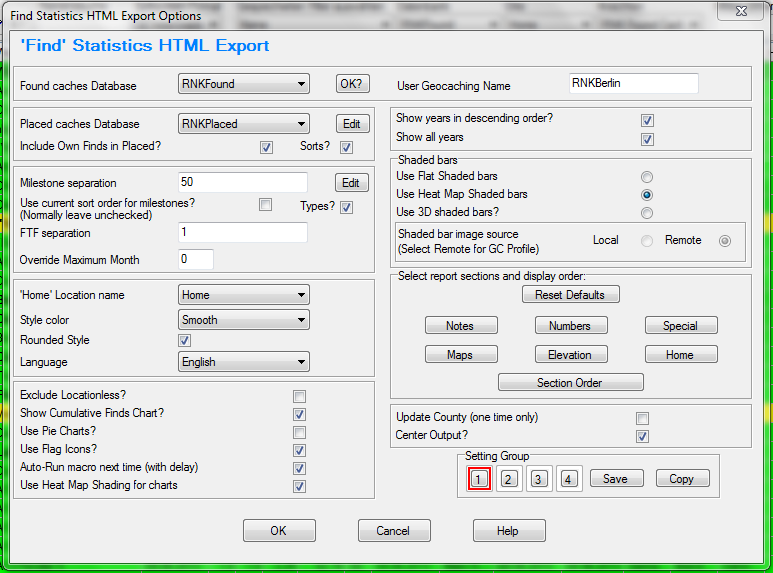 Find Statistics HTML Export Options
'Find' Statistics HTML Export
Found caches Database
RNKFound
OK?
User Geocaching Name
RNKBerlin
Placed caches Database
RNKPlaced
Edit
Include Own Finds in Placed?
Sorts?
Show years in descending order?
Show all years
Milestone separation
50
Edit
Use current sort order for milestones?
(Normally leave unchecked)
Types?
FTF separation
1
Override Maximum Month
0
Shaded bars
Use Flat Shaded bars
Use Heat Map Shaded bars
Use 3D shaded bars?
Shaded bar image source
(Select Remote for GC Profile)
Local
Remote
'Home' Location name
Home
Style color
Smooth
Rounded Style
Language
English
Select report sections and display order:
Reset Defaults
Notes
Numbers
Special
Maps
Elevation
Home
Section Order
Exclude Locationless?
Show Cumulative Finds Chart?
Use Pie Charts?
Use Flag Icons?
Auto-Run macro next time (with delay)
Use Heat Map Shading for charts
Update County (one time only)
Center Output?
Setting Group
1
2
3
4
Save
Copy
OK
Cancel
Help